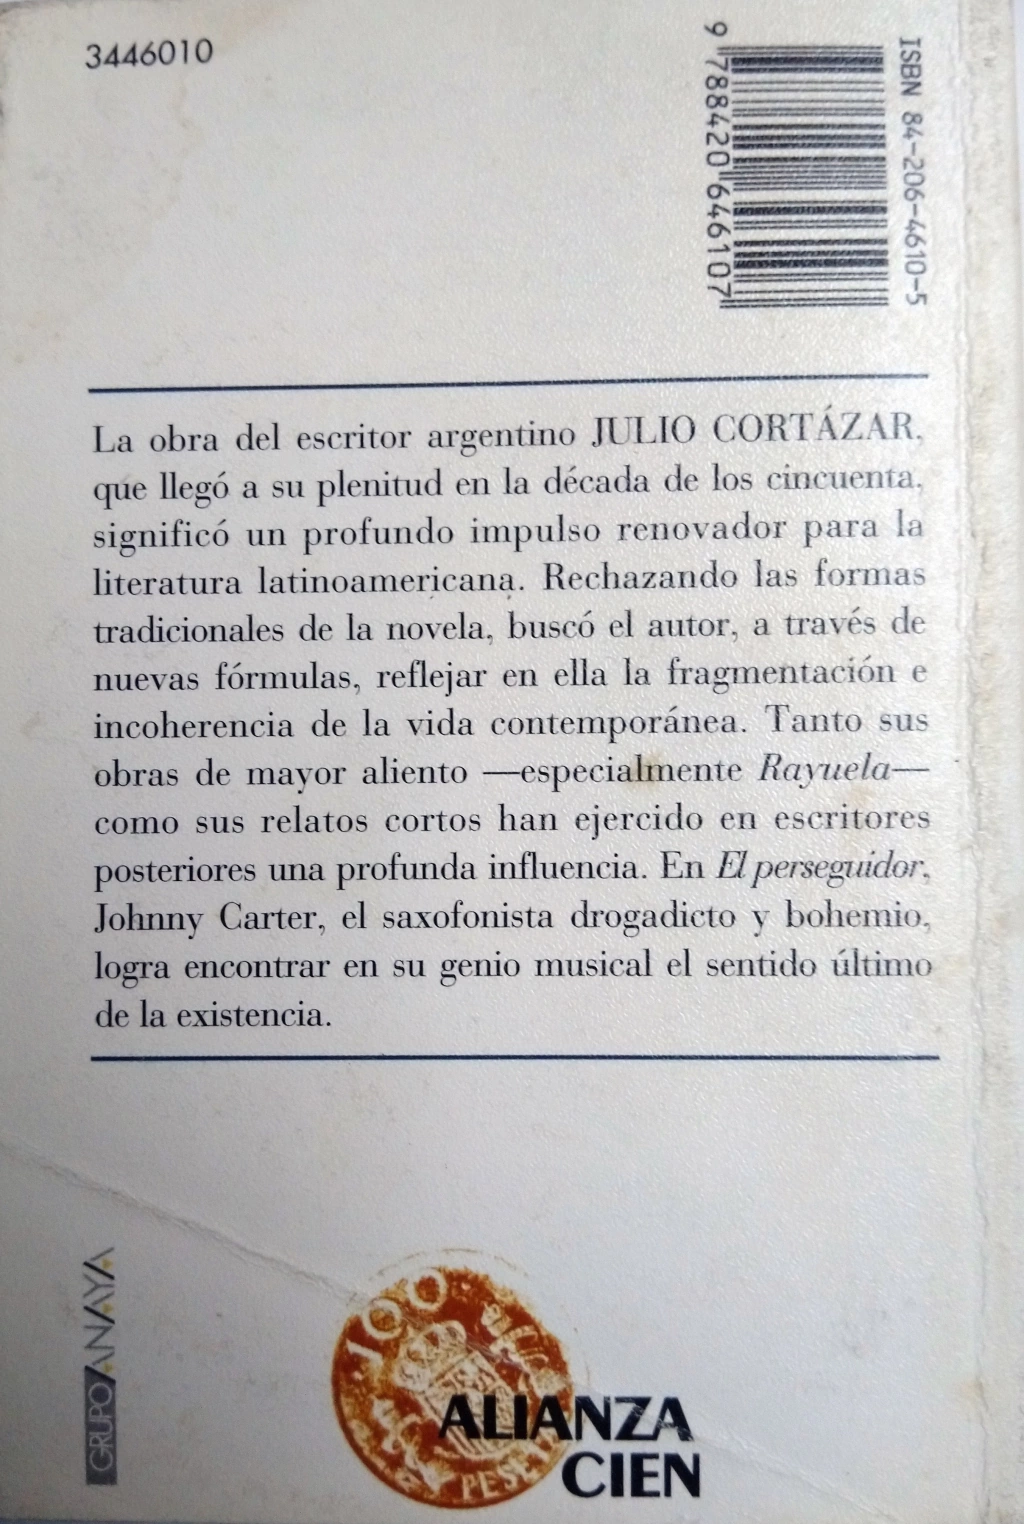 3446010
ISBN 84-206-4610-5
9 788420 646107
La obra del escritor argentino JULIO CORTÁZAR,
que llegó a su plenitud en la década de los cincuenta,
significó un profundo impulso renovador para la
literatura latinoamericana. Rechazando las formas
tradicionales de la novela, buscó el autor, a través de
nuevas fórmulas, reflejar en ella la fragmentación e
incoherencia de la vida contemporánea. Tanto sus
obras de mayor aliento —especialmente Rayuela—
como sus relatos cortos han ejercido en escritores
posteriores una profunda influencia. En El perseguidor,
Johnny Carter, el saxofonista drogadicto y bohemio,
logra encontrar en su genio musical el sentido último
de la existencia.
GRUPO ANAYA
100
ALIANZA
CIEN